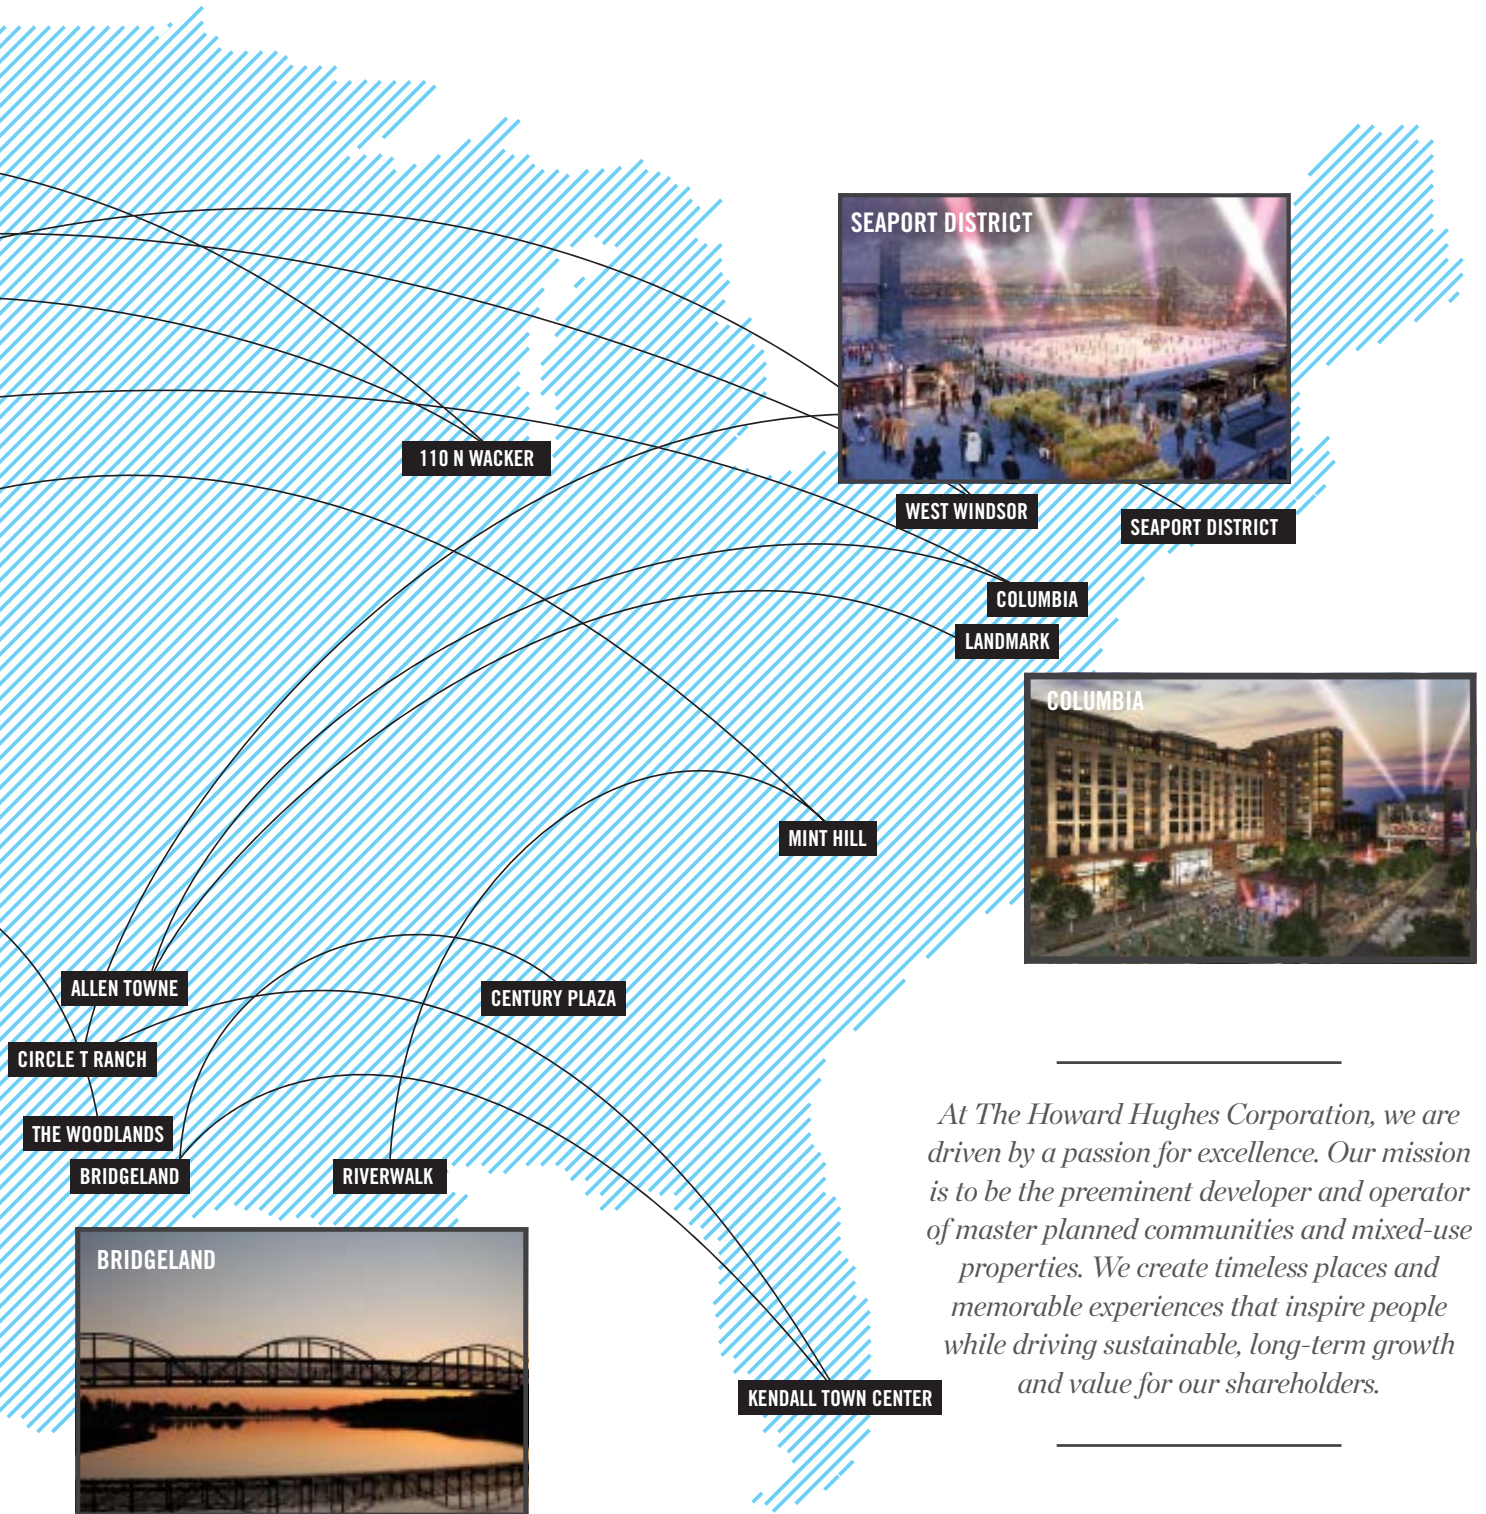 SEAPORT DISTRICT
110 N WACKER
WEST WINDSOR
SEAPORT DISTRICT
COLUMBIA
LANDMARK
COLUMBIA
MINT HILL
ALLEN TOWNE
CENTURY PLAZA
CIRCLE T RANCH
THE WOODLANDS
BRIDGELAND
RIVERWALK
BRIDGELAND
KENDALL TOWN CENTER
At The Howard Hughes Corporation, we are
driven by a passion for excellence. Our mission
is to be the preeminent developer and operator
of master planned communities and mixed-use
properties. We create timeless places and
memorable experiences that inspire people
while driving sustainable, long-term growth
and value for our shareholders.